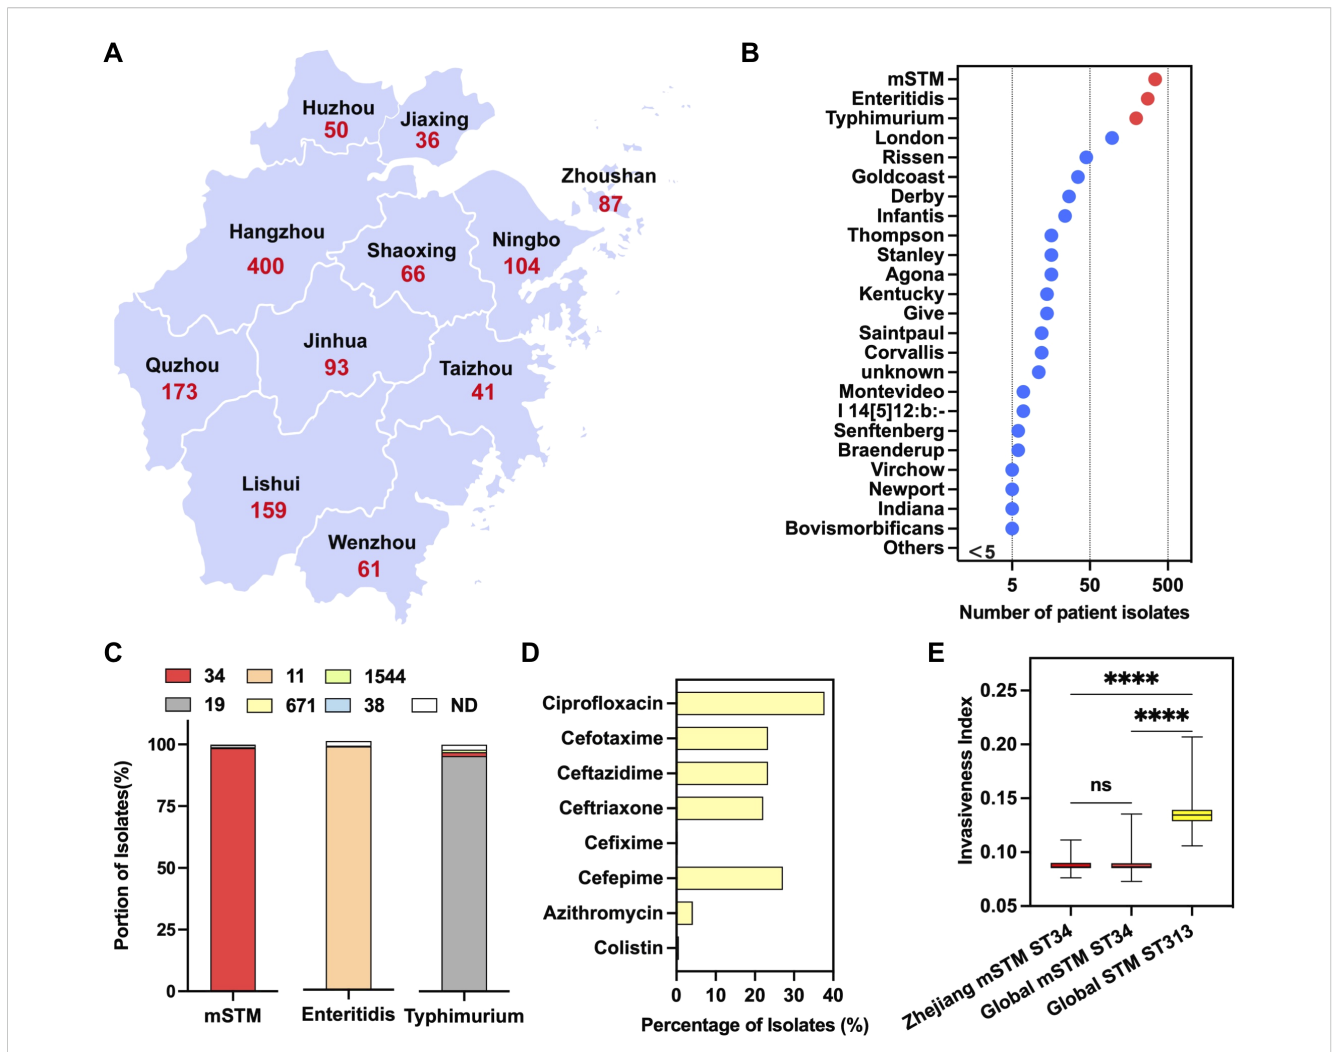 A
Huzhou
50
Jiaxing
36
Zhoushan
87
Hangzhou
400
Shaoxing
66
Ningbo
104
Jinhua
93
Quzhou
173
Taizhou
41
Lishui
159
Wenzhou
61
B
mSTM
Enteritidis
Typhimurium
London
Rissen
Goldcoast
Derby
Infantis
Thompson
Stanley
Agona
Kentucky
Give
Saintpaul
Corvallis
unknown
Montevideo
I 14[5]12:b:-
Senftenberg
Braenderup
Virchow
Newport
Indiana
Bovismorbificans
Others
<5
5 50 500
Number of patient isolates
C
34 11 1544
19 671 38 ND
Portion of Isolates(%)
100
75
50
25
0
mSTM Enteritidis Typhimurium
D
Ciprofloxacin
Cefotaxime
Ceftazidime
Ceftriaxone
Cefixime
Cefepime
Azithromycin
Colistin
0 10 20 30 40
Percentage of Isolates (%)
E
Invasiveness Index
0.25
0.20
0.15
0.10
0.05
****
****
ns
Zhejiang mSTM ST34
Global mSTM ST34
Global STM ST313